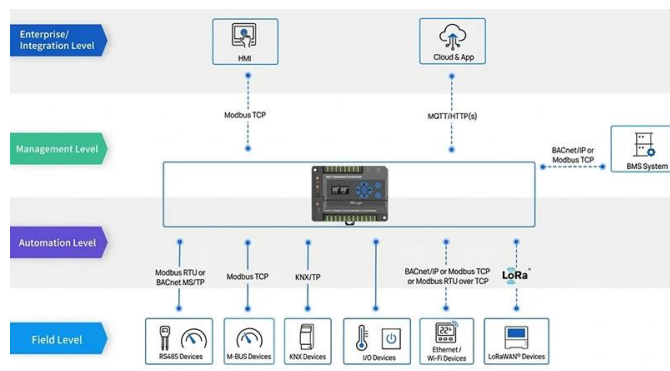 Enterprise/
Integration Level
HMI
Cloud & App
Modbus TCP
MQTT/HTTP(s)
Management Level
BACnet/IP or
Modbus TCP
BMS System
Automation Level
Modbus RTU or
BACnet MS/TP
Modbus TCP
KNX/TP
BACnet/IP or Modbus TCP
or Modbus RTU over TCP
LoRa
Field Level
RS485 Devices
M-BUS Devices
KNX Devices
I/O Devices
Ethernet /
Wi-Fi Devices
LoRaWAN® Devices